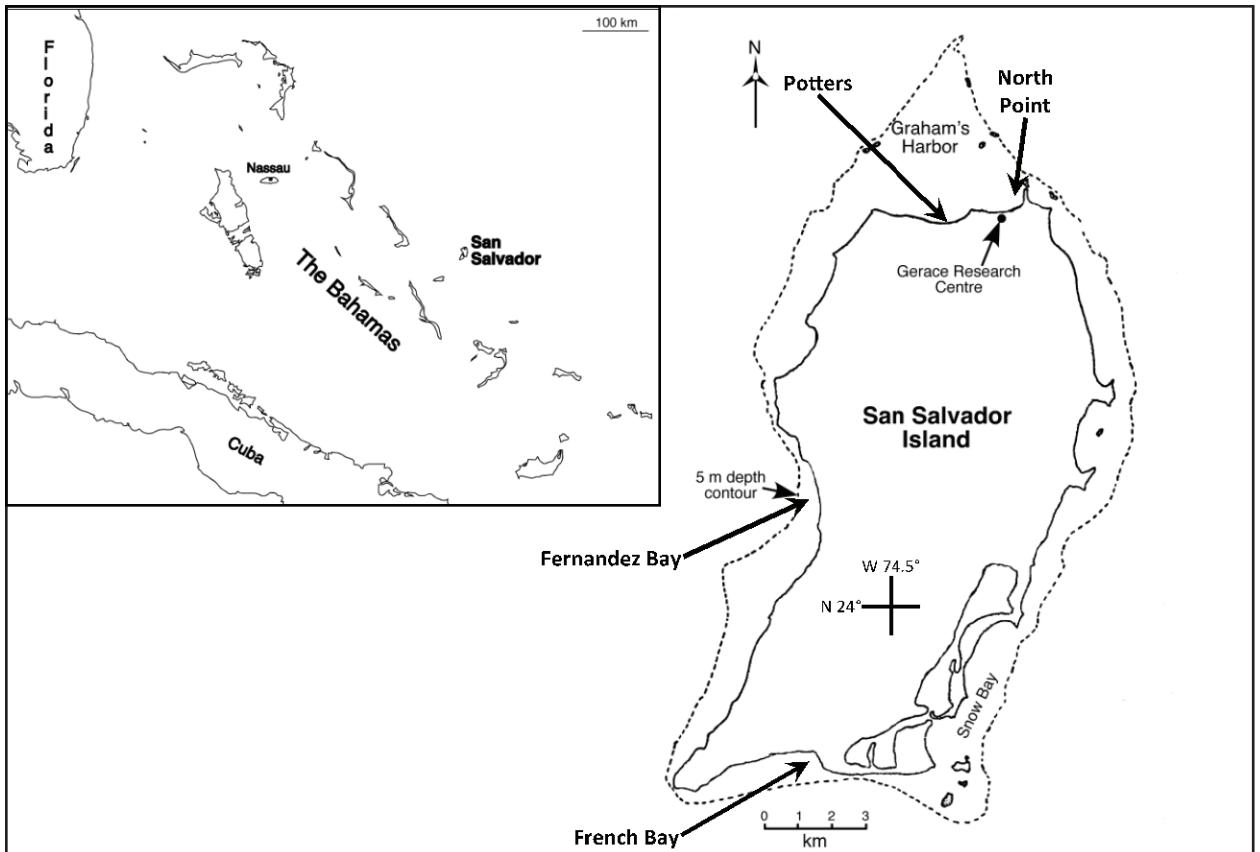 100 km
Florida
Nassau
San
Salvador
The Bahamas
Cuba
N
Potters
North
Point
Graham's
Harbor
Gerace Research
Centre
San Salvador
Island
5 m depth
contour
Fernandez Bay
W 74.5°
N 24°
Snow Bay
French Bay
0 1 2 3
km